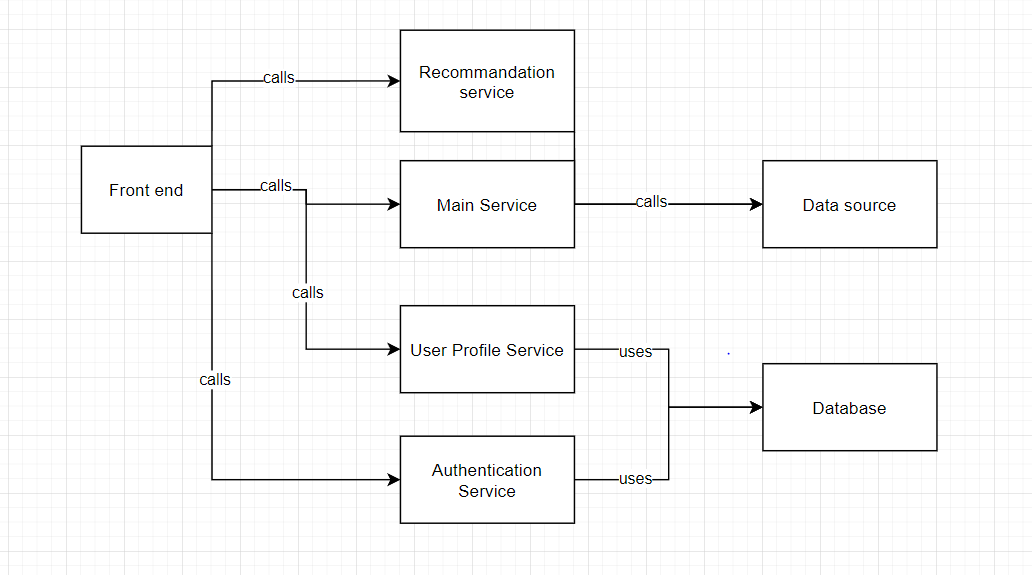 calls
Recommandation
service
Front end
calls
Main Service
calls
Data source
calls
User Profile Service
uses
Database
calls
Authentication
Service
uses